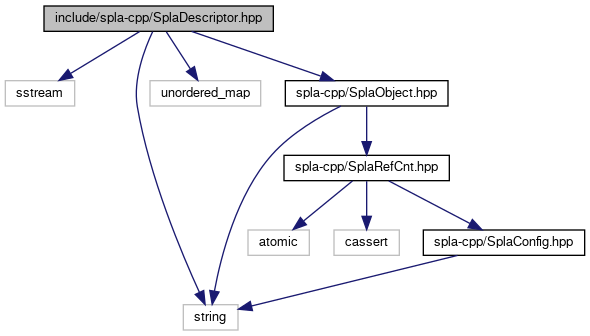 include/spla-cpp/SplaDescriptor.hpp
sstream
unordered_map
spla-cpp/SplaObject.hpp
spla-cpp/SplaRefCnt.hpp
atomic
cassert
spla-cpp/SplaConfig.hpp
string